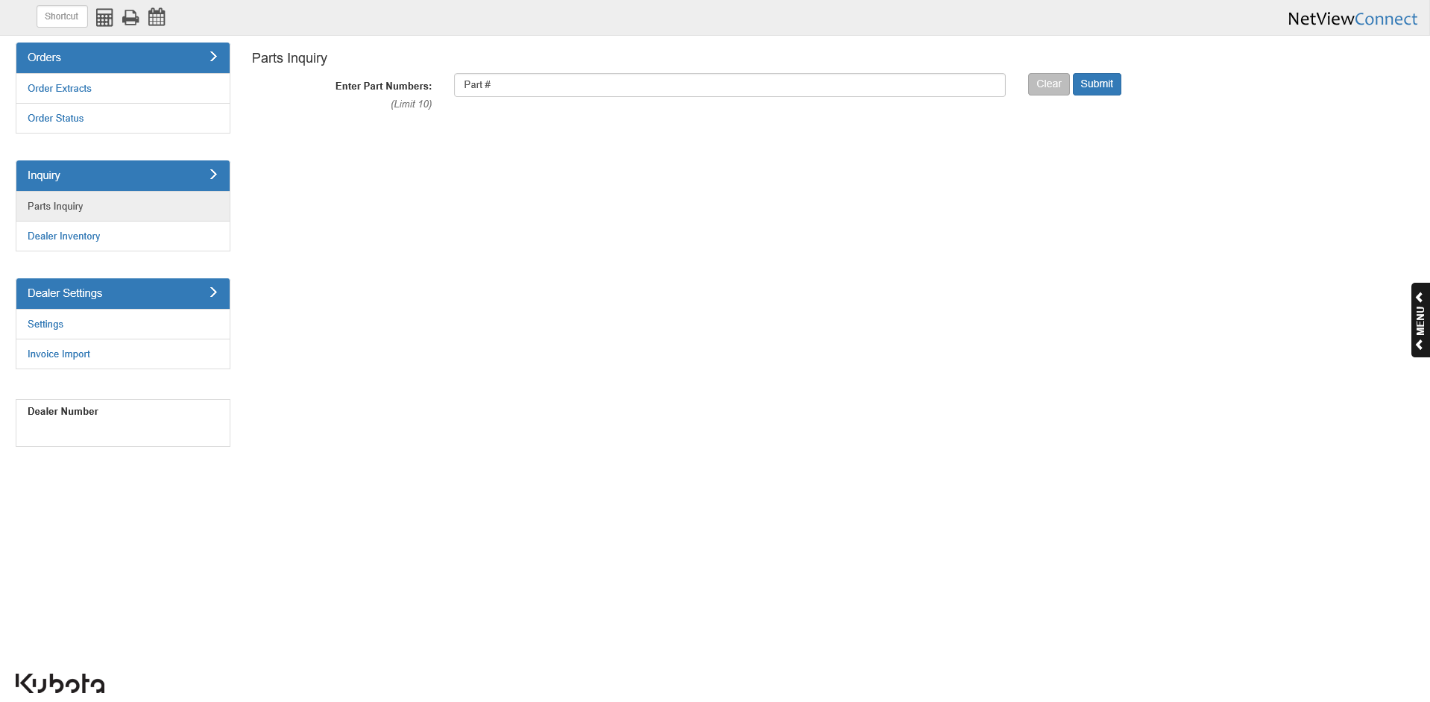 Shortcut
NetViewConnect
Orders
Order Extracts
Order Status
Inquiry
Parts Inquiry
Dealer Inventory
Dealer Settings
Settings
Invoice Import
Dealer Number
Parts Inquiry
Enter Part Numbers:
(Limit 10)
Part #
Clear
Submit
MENU
Kubota